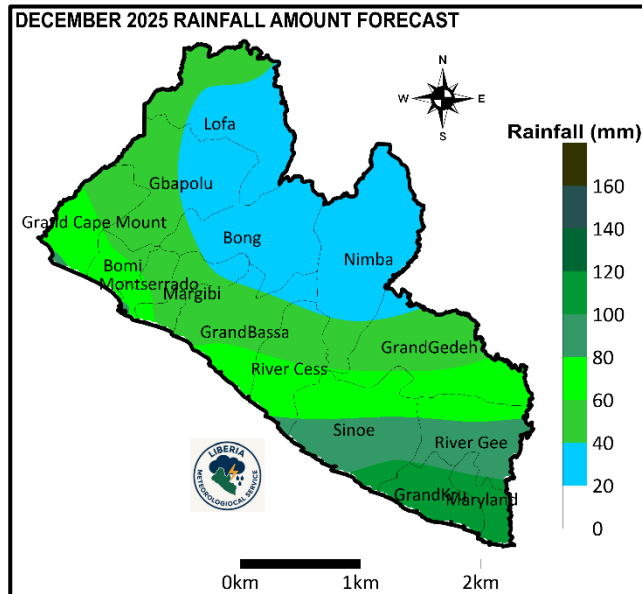 DECEMBER 2025 RAINFALL AMOUNT FORECAST
N
W E
S
Rainfall (mm)
160
140
120
100
80
60
40
20
0
Lofa
Gbapolu
Grand Cape Mount
Bong
Nimba
Bomi
Montserrado
Margibi
GrandBassa
GrandGedeh
River Cess
Sinoe
River Gee
GrandKru
Maryland
LIBERIA
METEOROLOGIOCAL SERVICE
0km 1km 2km